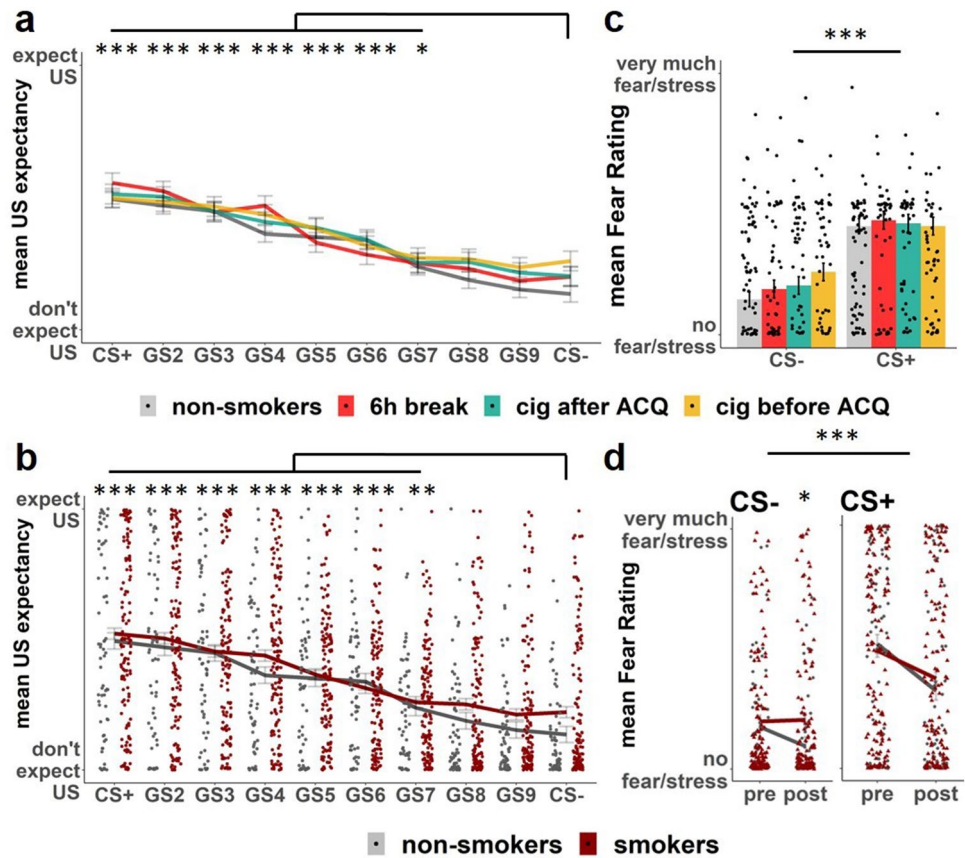 a
*** *** *** *** *** *** *
expect
US
mean US expectancy
don't
expect
US
CS+ GS2 GS3 GS4 GS5 GS6 GS7 GS8 GS9 CS-
c
***
very much
fear/stress
mean Fear Rating
no
fear/stress
CS- CS+
non-smokers 6h break cig after ACQ cig before ACQ
b
*** *** *** *** *** *** **
expect
US
mean US expectancy
don't
expect
US
CS+ GS2 GS3 GS4 GS5 GS6 GS7 GS8 GS9 CS-
d
***
CS- * CS+
very much
fear/stress
mean Fear Rating
no
fear/stress
pre post pre post
non-smokers smokers